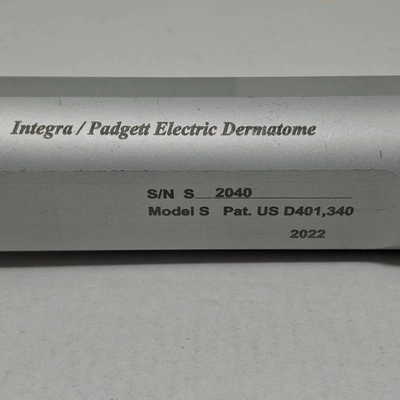 Integra / Padgett Electric Dermatome
S/N S 2040
Model S Pat. US D401,340
2022